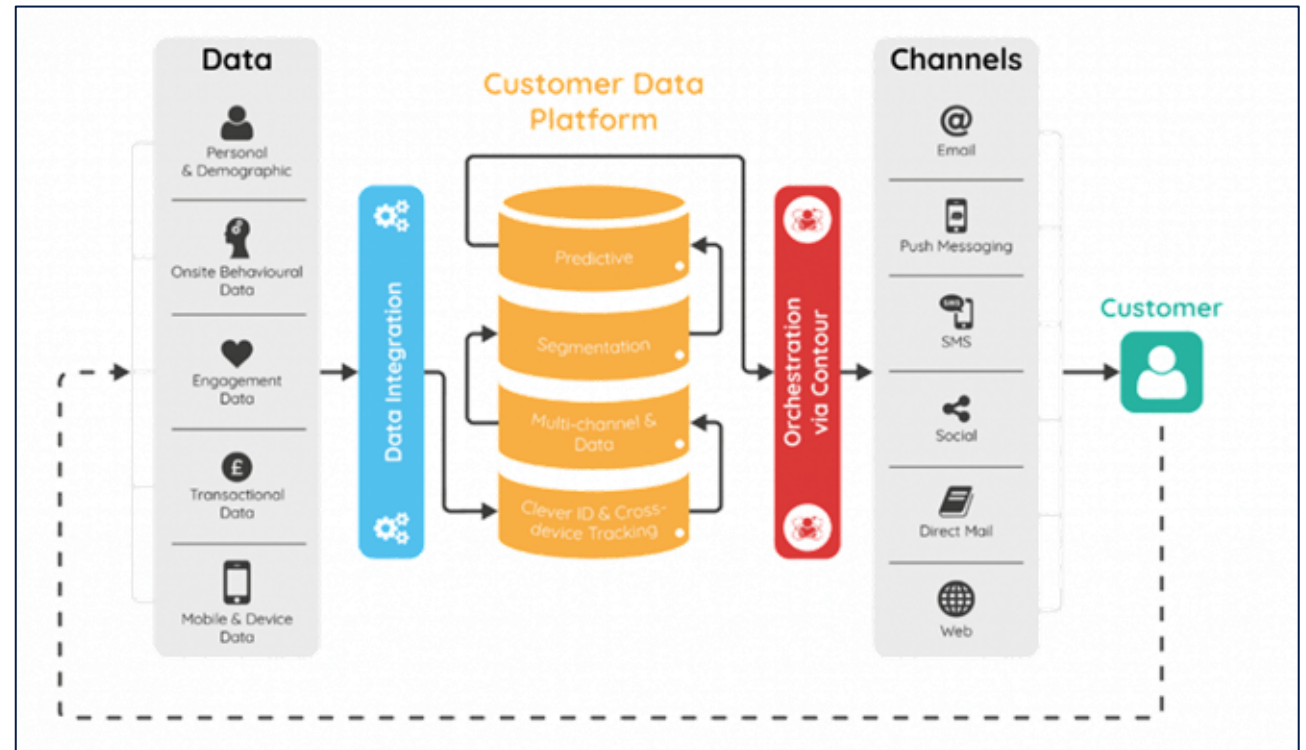 Data
Personal
& Demographic
Onsite Behavioural
Data
Engagement
Data
£
Transactional
Data
Mobile & Device
Data
Data Integration
Customer Data
Platform
Predictive
Segmentation
Multi-channel &
Data
Clever ID & Cross-
device Tracking
Orchestration
via Contour
Channels
@
Email
Push Messaging
SMS
SMS
Social
Direct Mail
Web
Customer